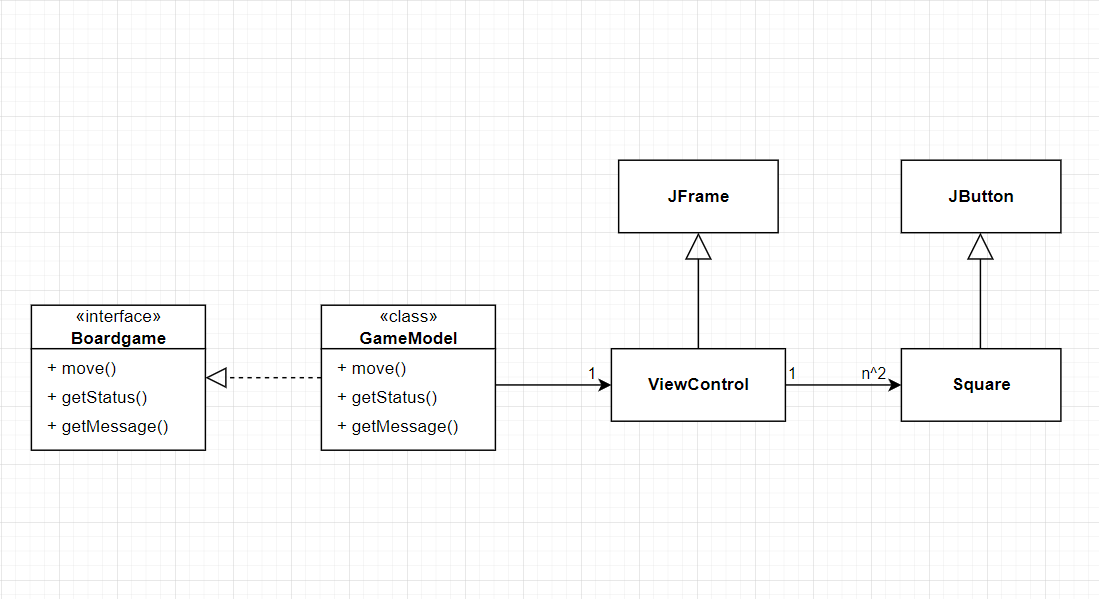 JFrame
JButton
«interface»
Boardgame
+ move()
+ getStatus()
+ getMessage()
«class»
GameModel
+ move()
+ getStatus()
+ getMessage()
1
ViewControl
1
n^2
Square